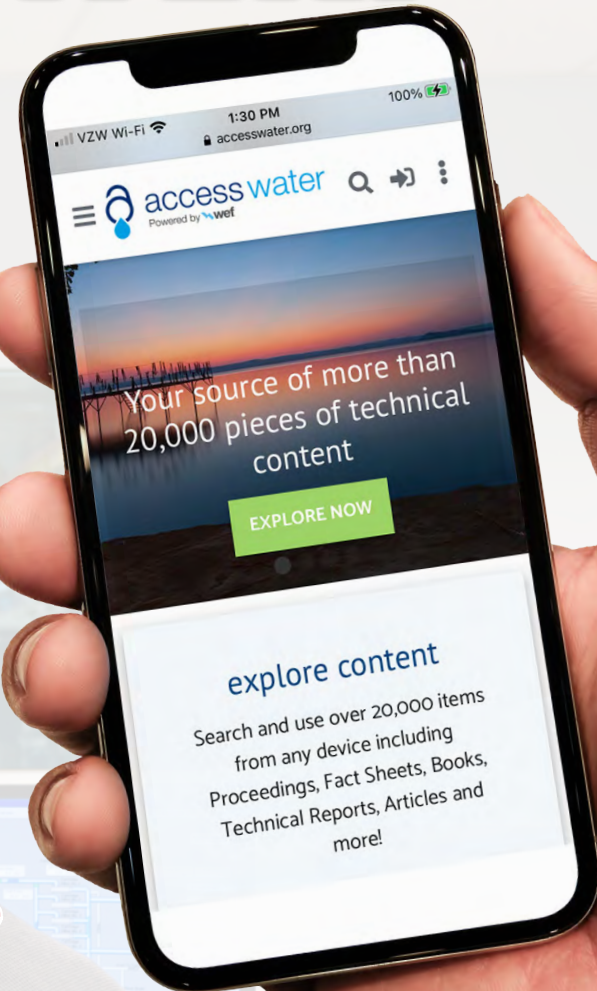 VZW Wi-Fi
1:30 PM
100%
accesswater.org
access water
Powered by wef
Your source of more than
20,000 pieces of technical
content
EXPLORE NOW
explore content
Search and use over 20,000 items
from any device including
Proceedings, Fact Sheets, Books,
Technical Reports, Articles and
more!